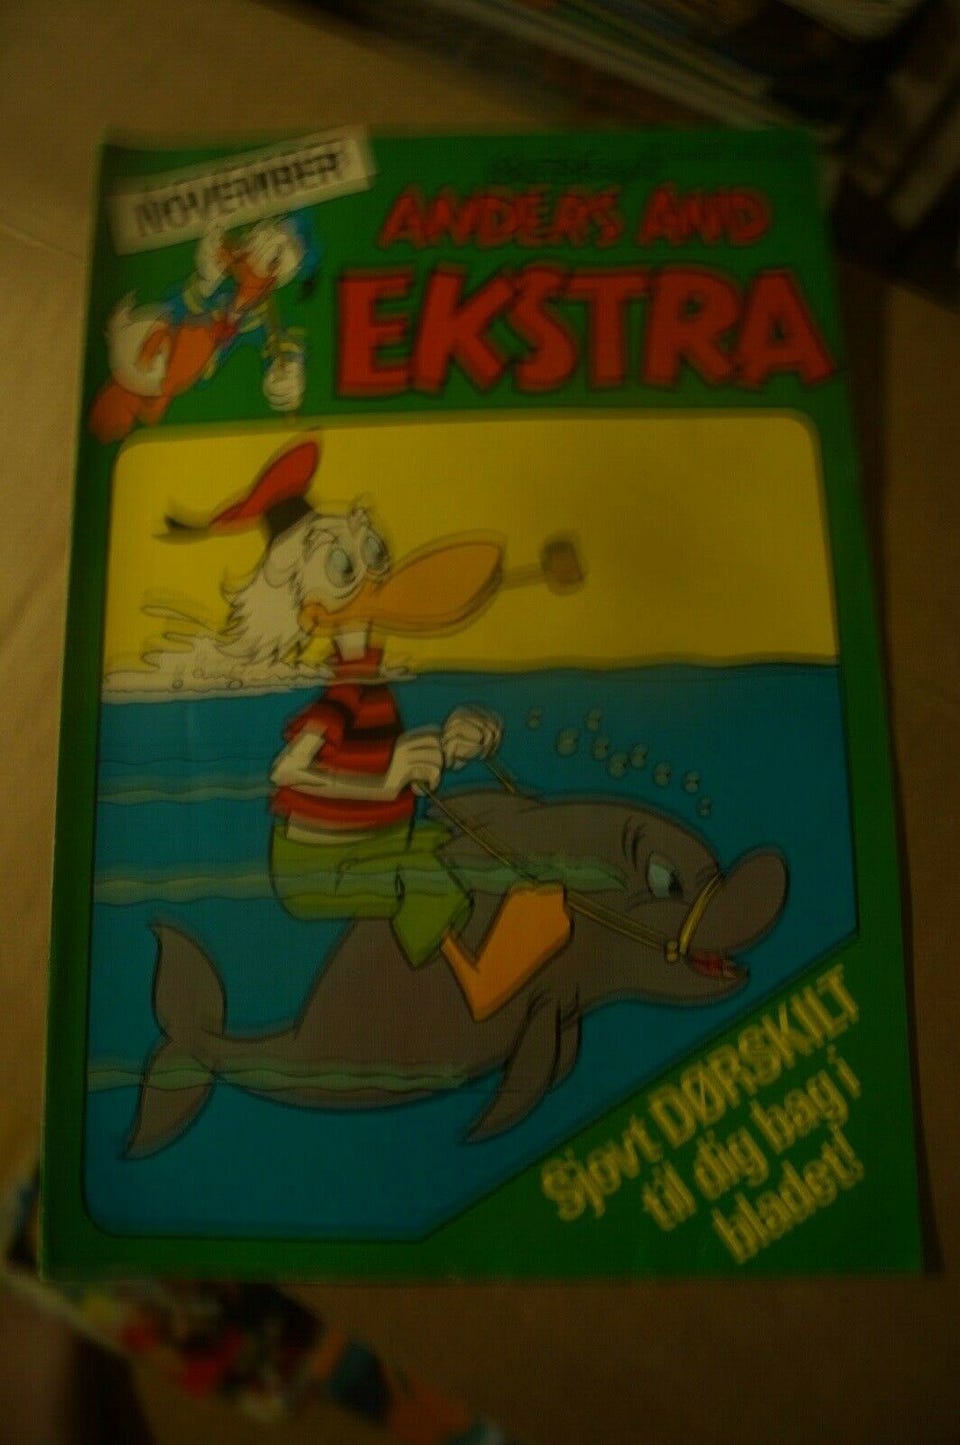 NOVEMBER
ANDERS AND
EKSTRA
Sjovt DØRSKILT
til dig bag i
bladet!